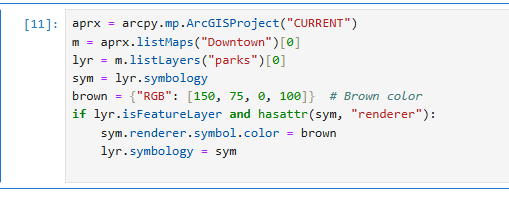 [11]: aprx = arcpy.mp.ArcGISProject("CURRENT")
m = aprx.listMaps("Downtown")[0]
lyr = m.listLayers("parks")[0]
sym = lyr.symbology
brown = {"RGB": [150, 75, 0, 100]}  # Brown color
if lyr.isFeatureLayer and hasattr(sym, "renderer"):
    sym.renderer.symbol.color = brown
    lyr.symbology = sym